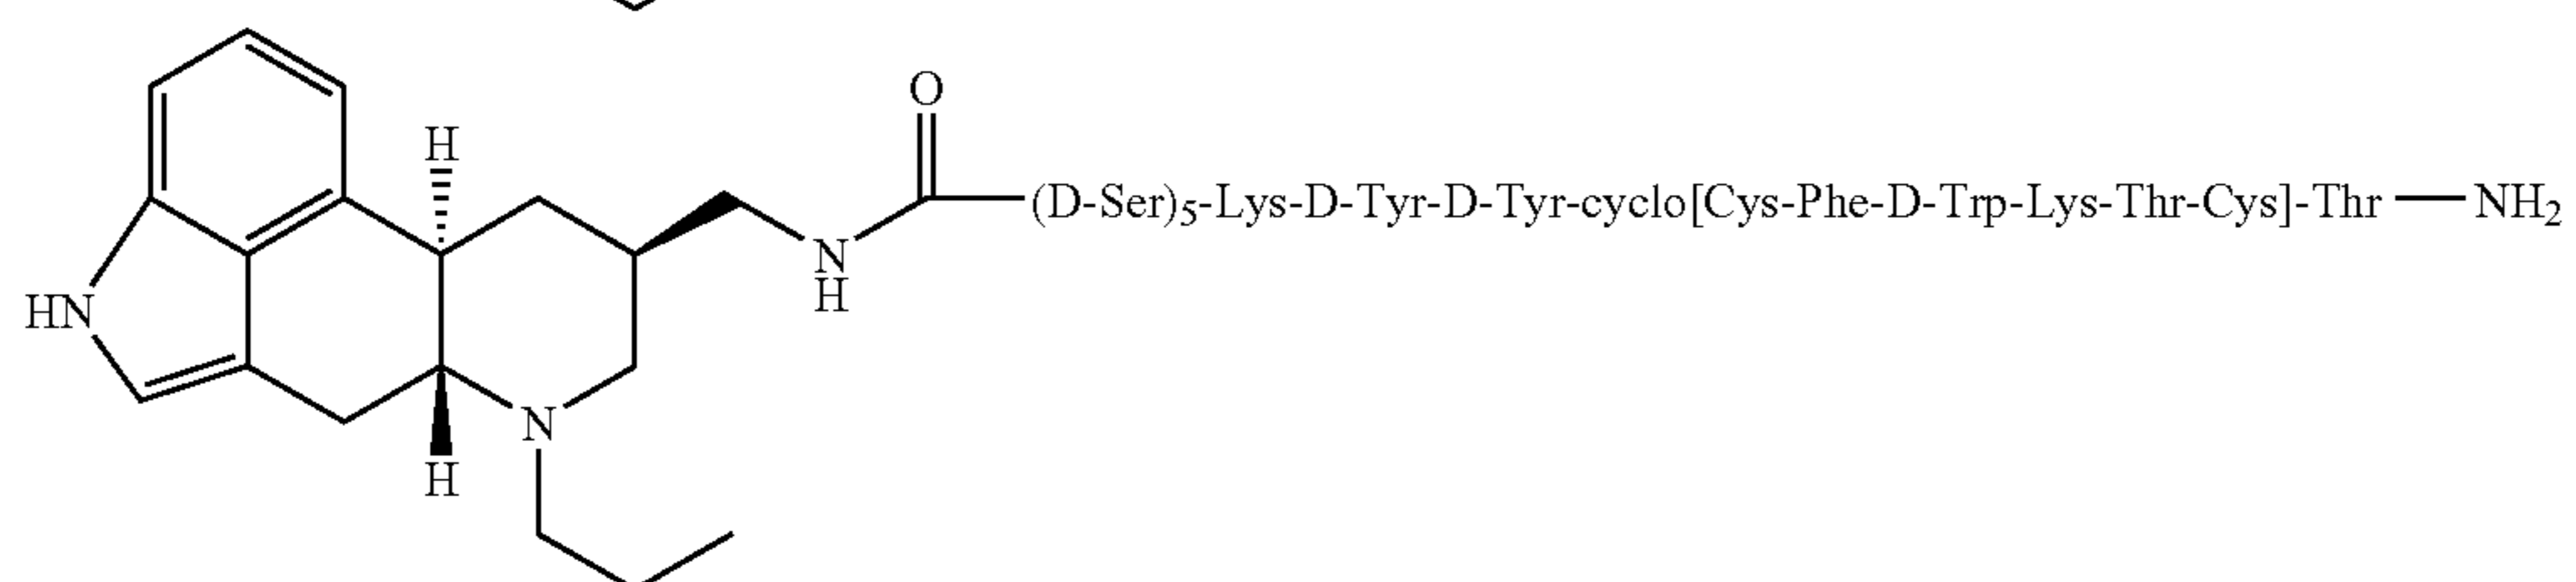 O
H
(D-Ser)5-Lys-D-Tyr-D-Tyr-cyclo[Cys-Phe-D-Trp-Lys-Thr-Cys]-Thr—NH2
N
H
HN
N
H